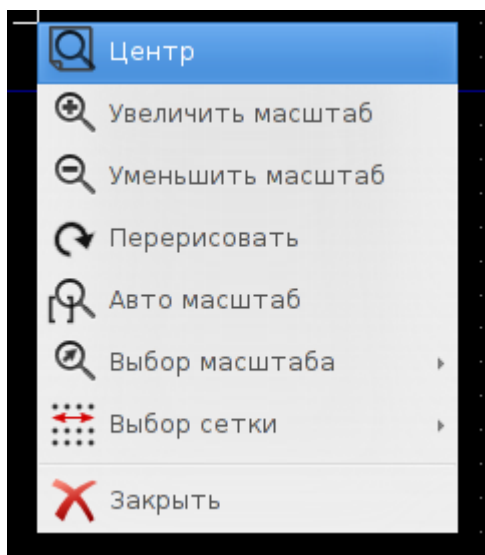 Центр
Увеличить масштаб
Уменьшить масштаб
Перерисовать
Авто масштаб
Выбор масштаба
Выбор сетки
Закрыть